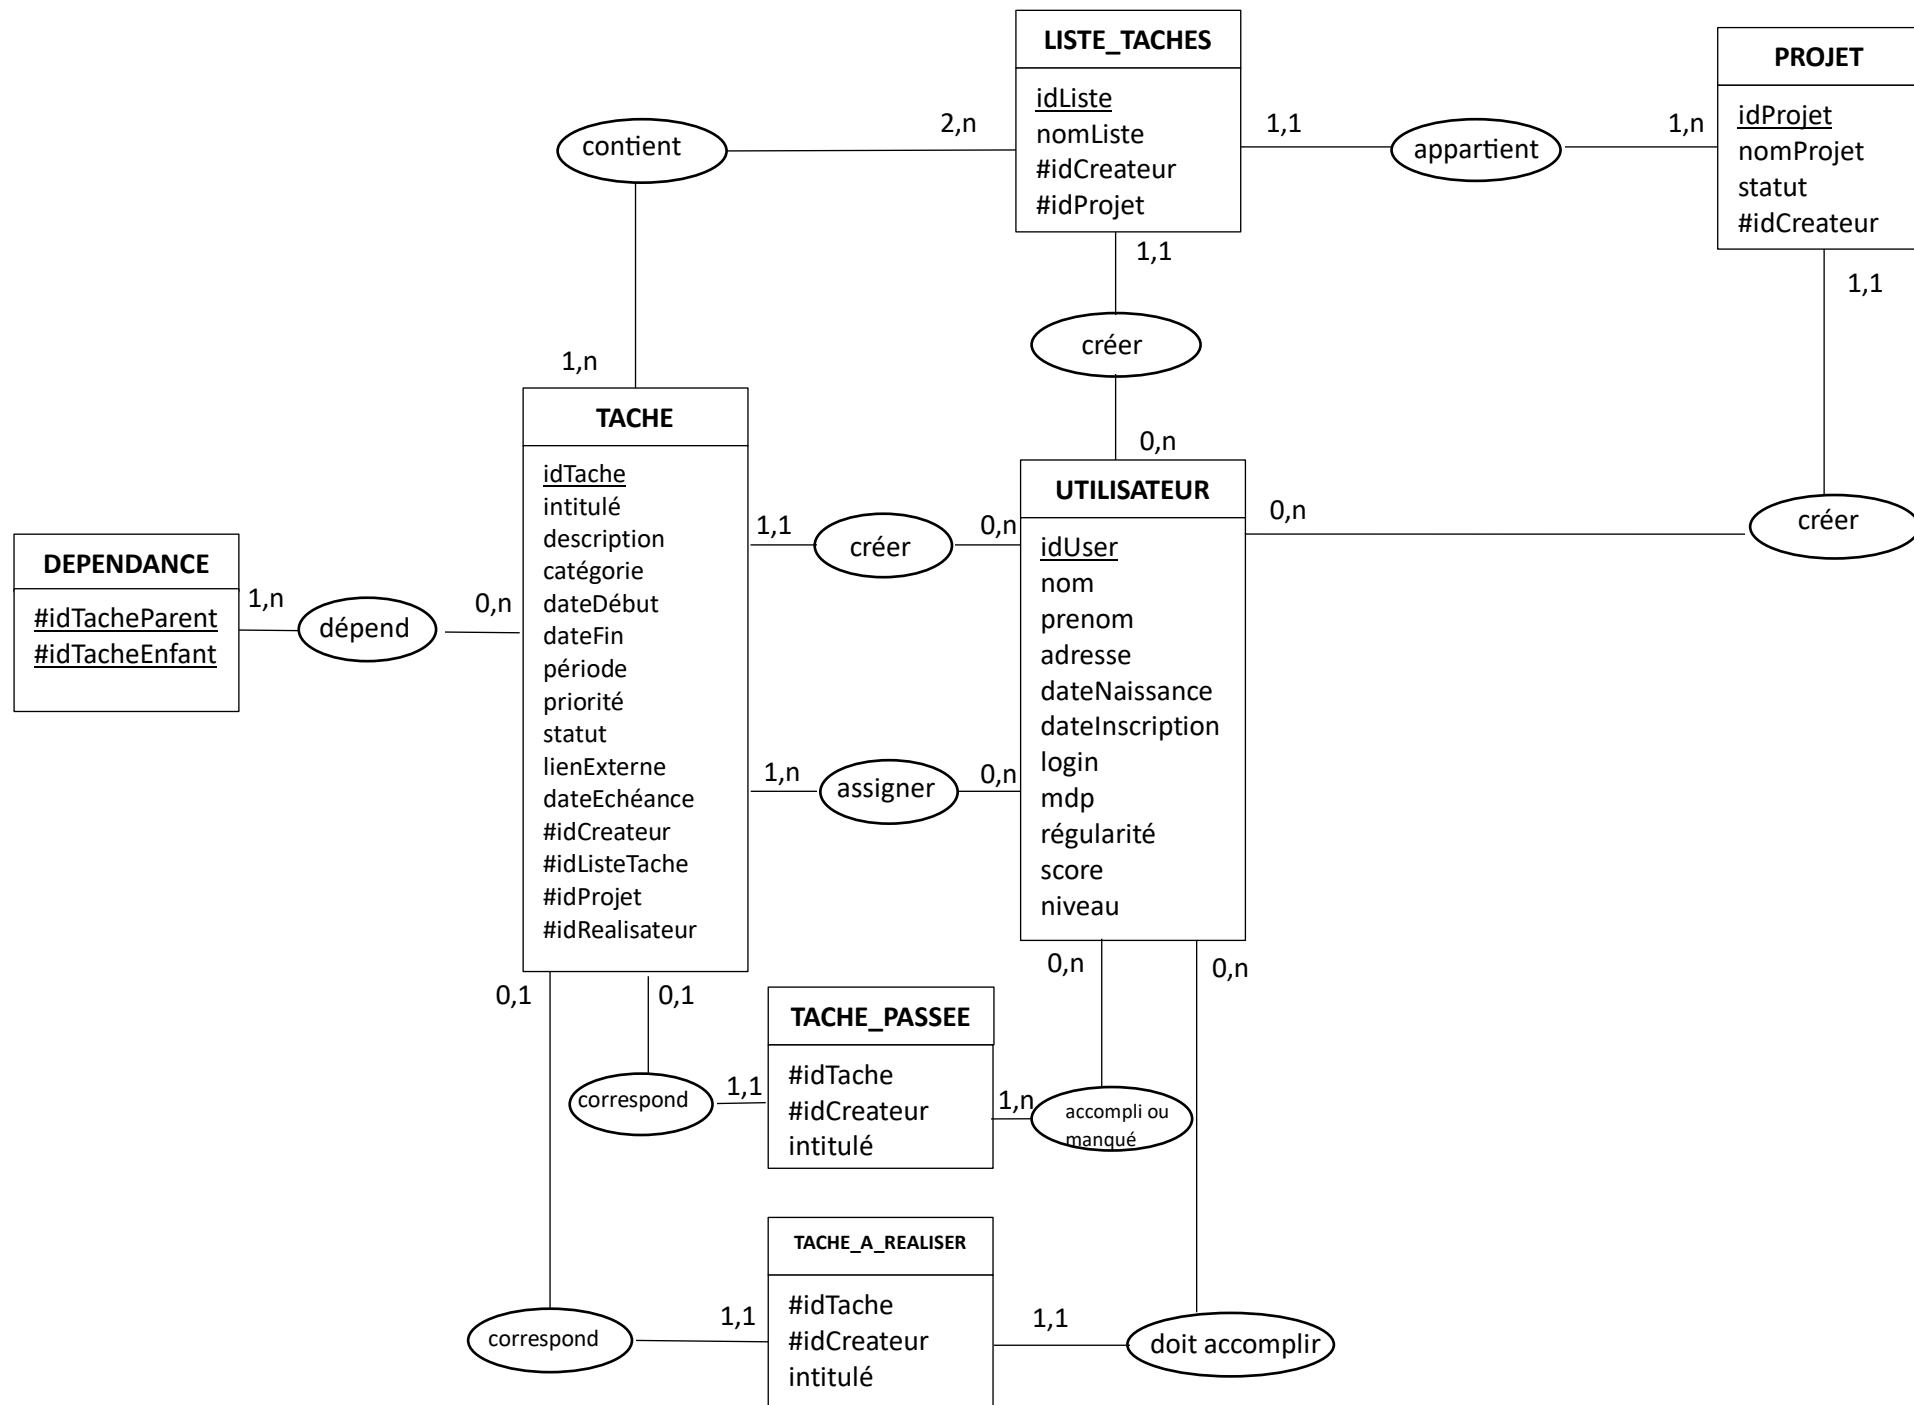 LISTE_TACHES
idListe
nomListe
#idCreateur
#idProjet
PROJET
idProjet
nomProjet
statut
#idCreateur
contient
2,n
1,1
appartient
1,n
1,1
1,1
créer
1,n
0,n
TACHE
idTache
intitulé
description
catégorie
dateDébut
dateFin
période
priorité
statut
lienExterne
dateEchéance
#idCreateur
#idListeTache
#idProjet
#idRealisateur
UTILISATEUR
idUser
nom
prenom
adresse
dateNaissance
dateInscription
login
mdp
régularité
score
niveau
1,1
créer
0,n
0,n
créer
DEPENDANCE
#idTacheParent
#idTacheEnfant
1,n
dépend
0,n
1,n
assigner
0,n
0,1
0,1
0,n
0,n
TACHE_PASSEE
#idTache
#idCreateur
intitulé
correspond
1,1
1,n
accompli ou
manqué
TACHE_A_REALISER
#idTache
#idCreateur
intitulé
correspond
1,1
1,1
doit accomplir